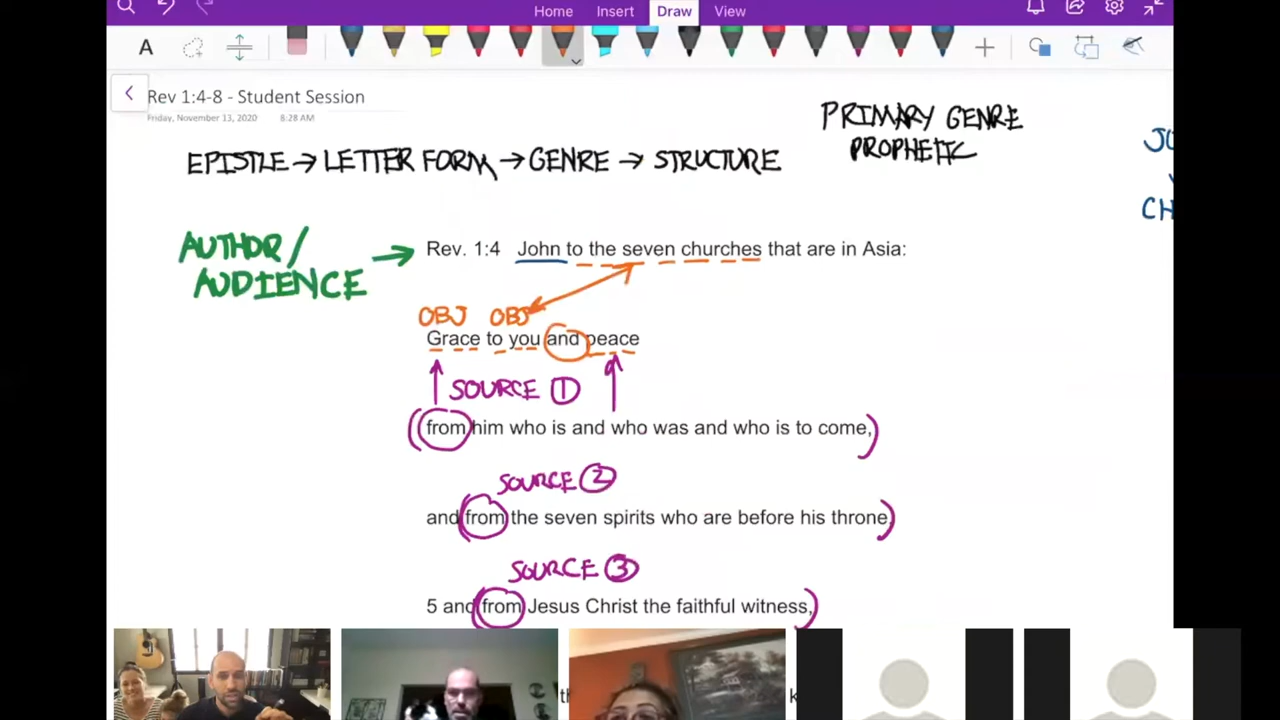 Home Insert Draw View
A
Rev 1:4-8 - Student Session
Friday, November 13, 2020 8:28 AM
PRIMARY GENRE
PROPHETIC
EPISTLE → LETTER FORM → GENRE → STRUCTURE
JO
CH
AUTHOR/
AUDIENCE →
Rev. 1:4 John to the seven churches that are in Asia:
OBJ OBJ
Grace to you and peace
SOURCE ①
(from him who is and who was and who is to come,)
SOURCE ②
and (from the seven spirits who are before his throne,)
SOURCE ③
5 and (from Jesus Christ the faithful witness,)